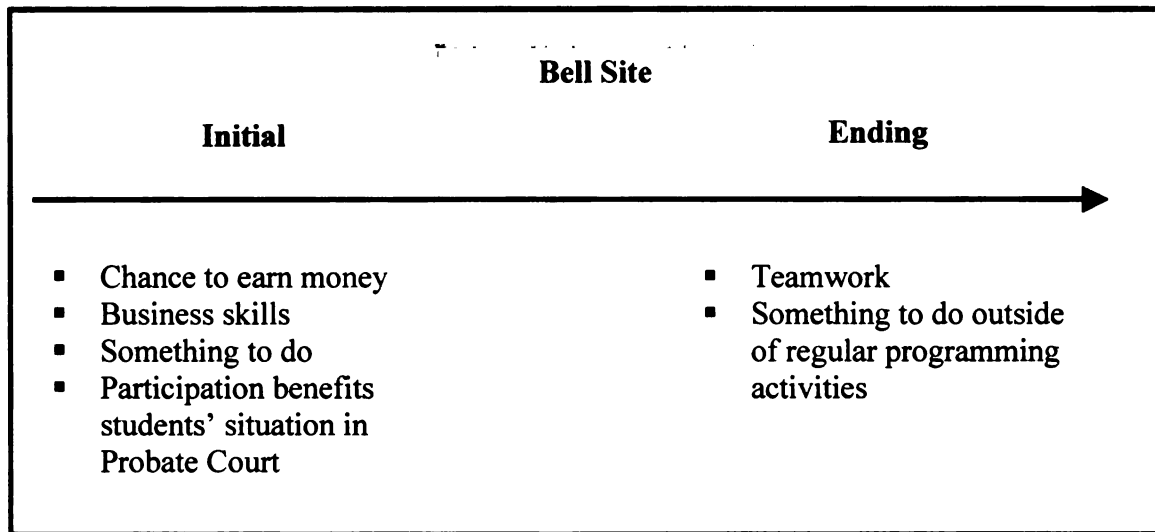 Bell Site
Initial
Ending
▪ Chance to earn money
▪ Business skills
▪ Something to do
▪ Participation benefits
students’ situation in
Probate Court
▪ Teamwork
▪ Something to do outside
of regular programming
activities